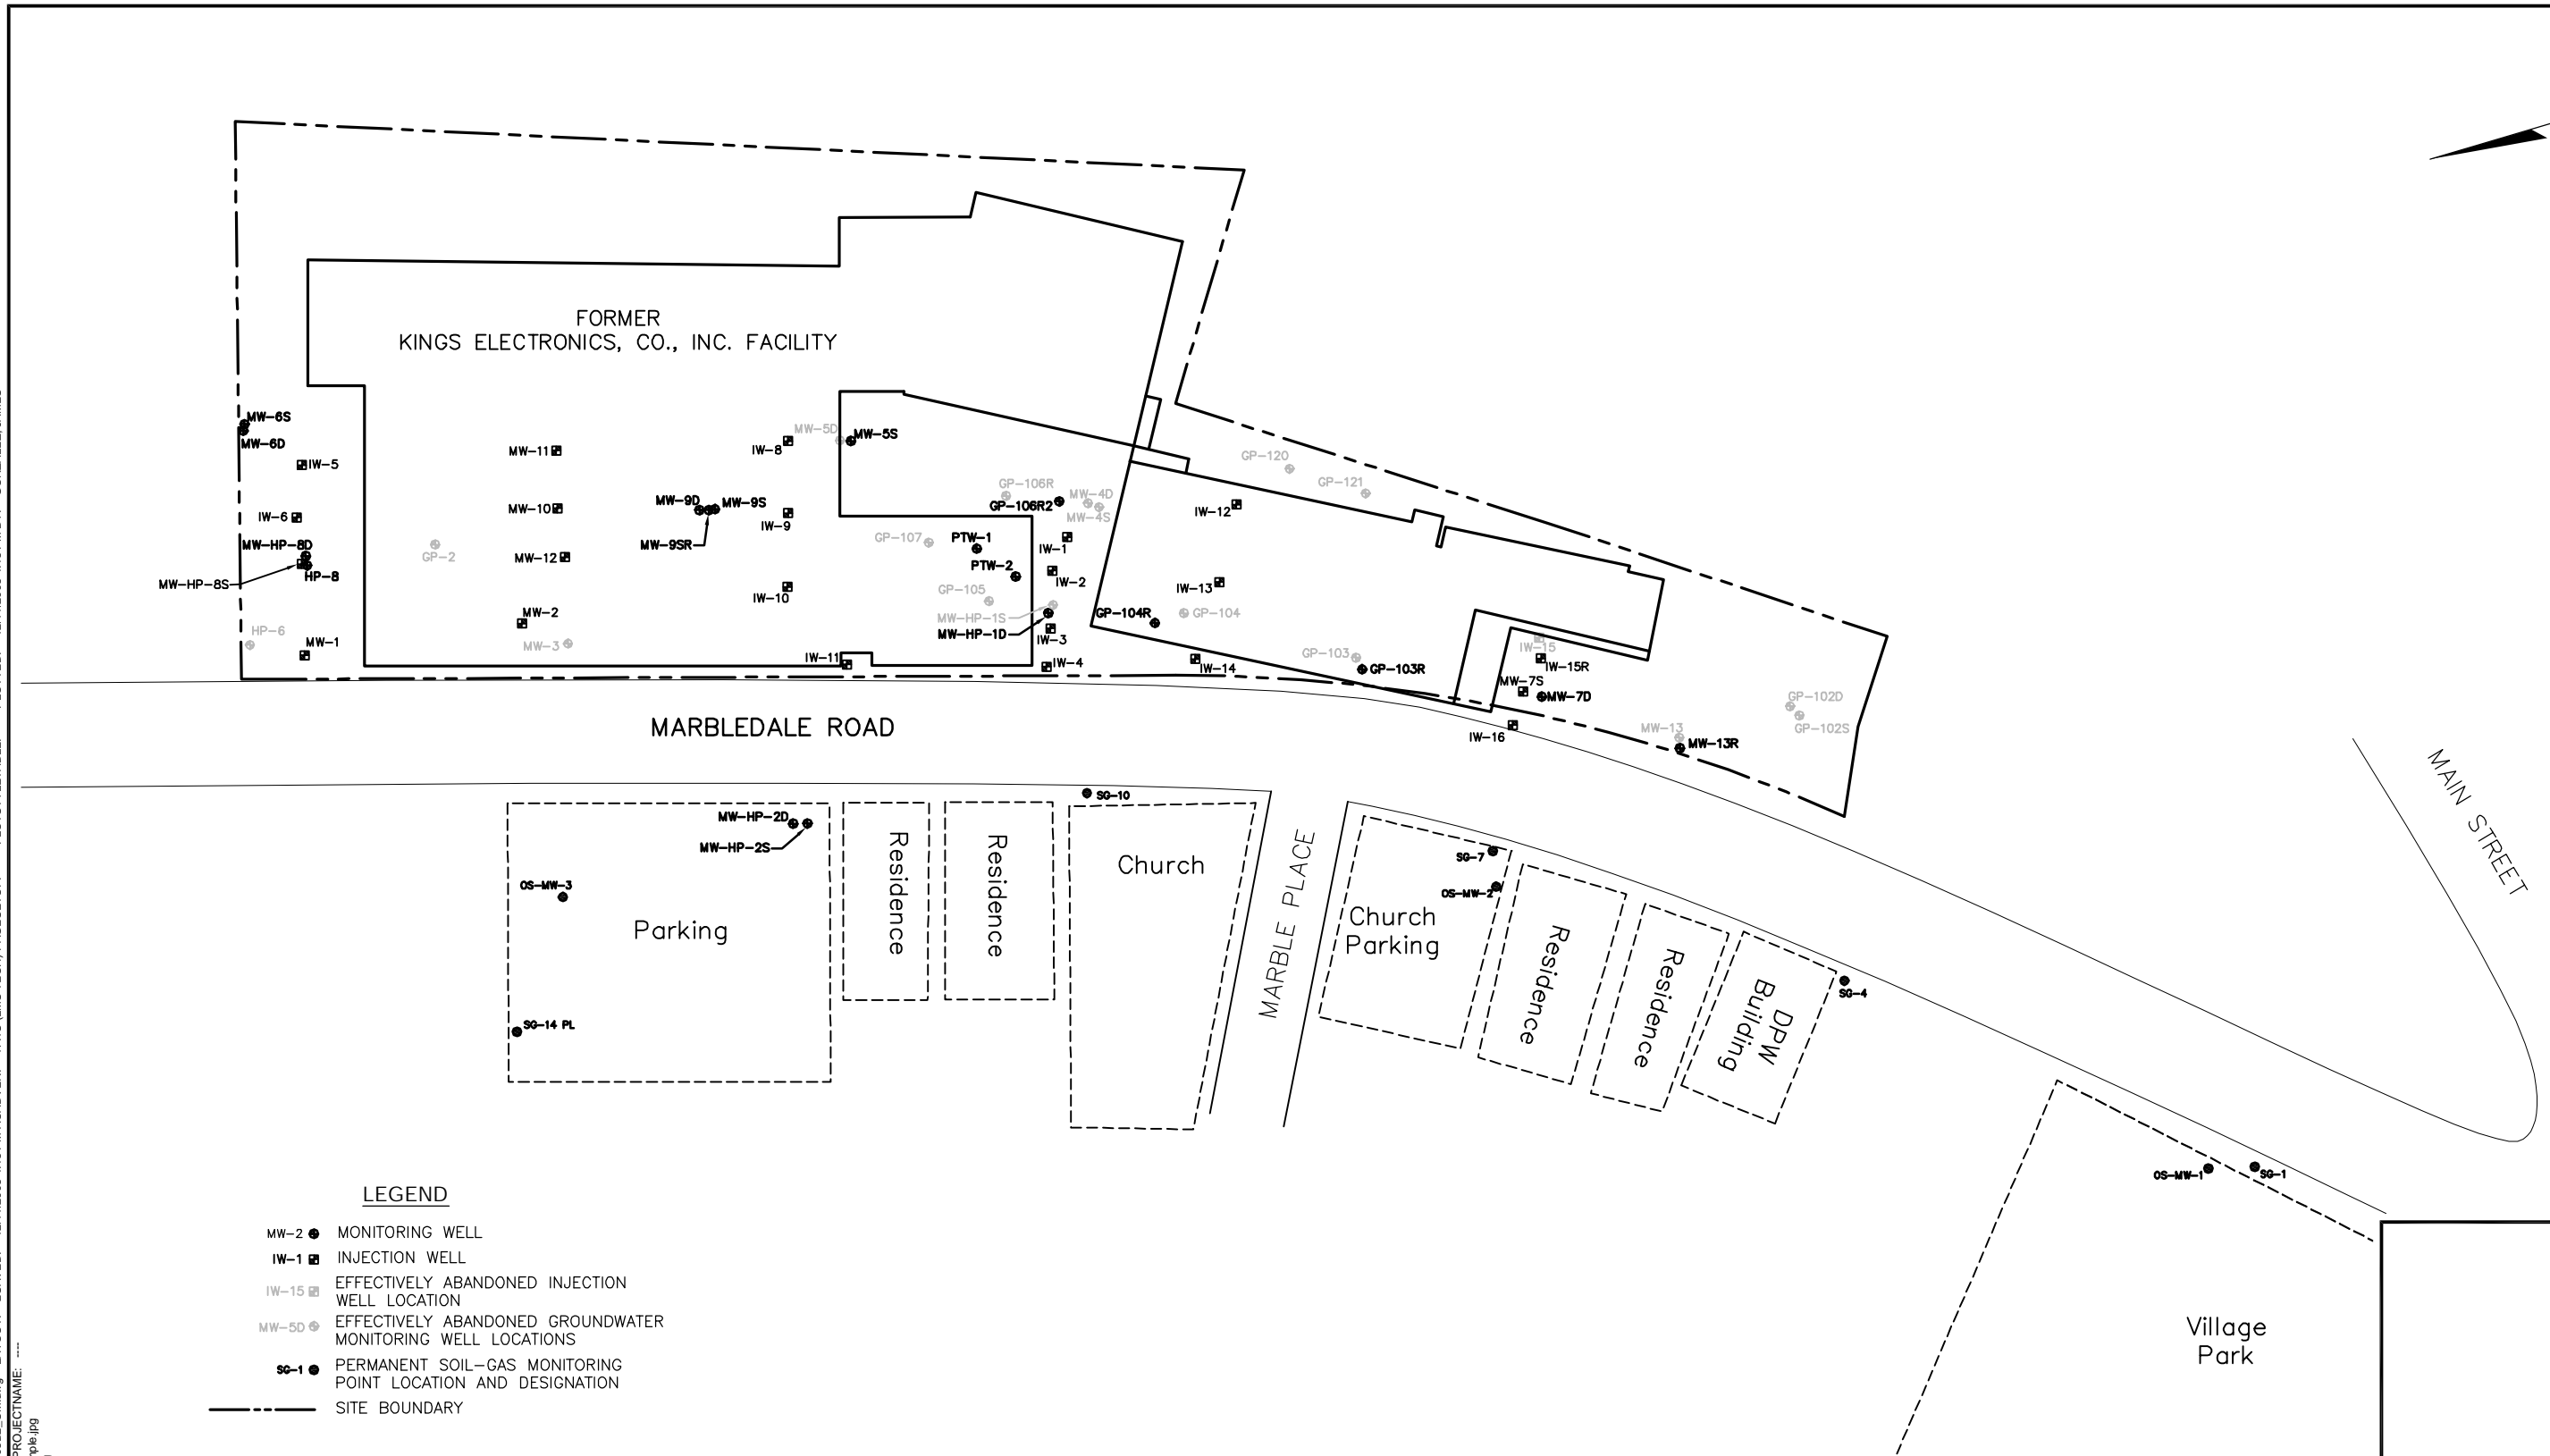 FORMER
KINGS ELECTRONICS, CO., INC. FACILITY
MW-6S
MW-6D
IW-5
IW-6
MW-HP-8D
HP-8
MW-HP-8S
HP-6
MW-1
GP-2
MW-11
MW-10
MW-12
MW-2
MW-3
MW-9D
MW-9S
MW-9SR
IW-8
IW-9
IW-10
IW-11
MW-5D
MW-5S
GP-106R
GP-106R2
MW-4D
MW-4S
GP-107
PTW-1
PTW-2
GP-105
MW-HP-1S
MW-HP-1D
IW-1
IW-2
IW-3
IW-4
GP-120
GP-121
IW-12
IW-13
GP-104R
GP-104
IW-14
GP-103
GP-103R
IW-15
IW-15R
MW-7S
MW-7D
IW-16
MW-13
MW-13R
GP-102D
GP-102S
MARBLEDALE ROAD
MAIN STREET
MARBLE PLACE
MW-HP-2D
MW-HP-2S
OS-MW-3
Parking
SG-14 PL
Residence
Residence
SG-10
Church
SG-7
OS-MW-2
Church
Parking
Residence
Residence
DPW
Building
SG-4
OS-MW-1
SG-1
Village
Park
LEGEND
MW-2 MONITORING WELL
IW-1 INJECTION WELL
IW-15 EFFECTIVELY ABANDONED INJECTION
WELL LOCATION
MW-5D EFFECTIVELY ABANDONED GROUNDWATER
MONITORING WELL LOCATIONS
SG-1 PERMANENT SOIL-GAS MONITORING
POINT LOCATION AND DESIGNATION
SITE BOUNDARY
PROJECTNAME: ----